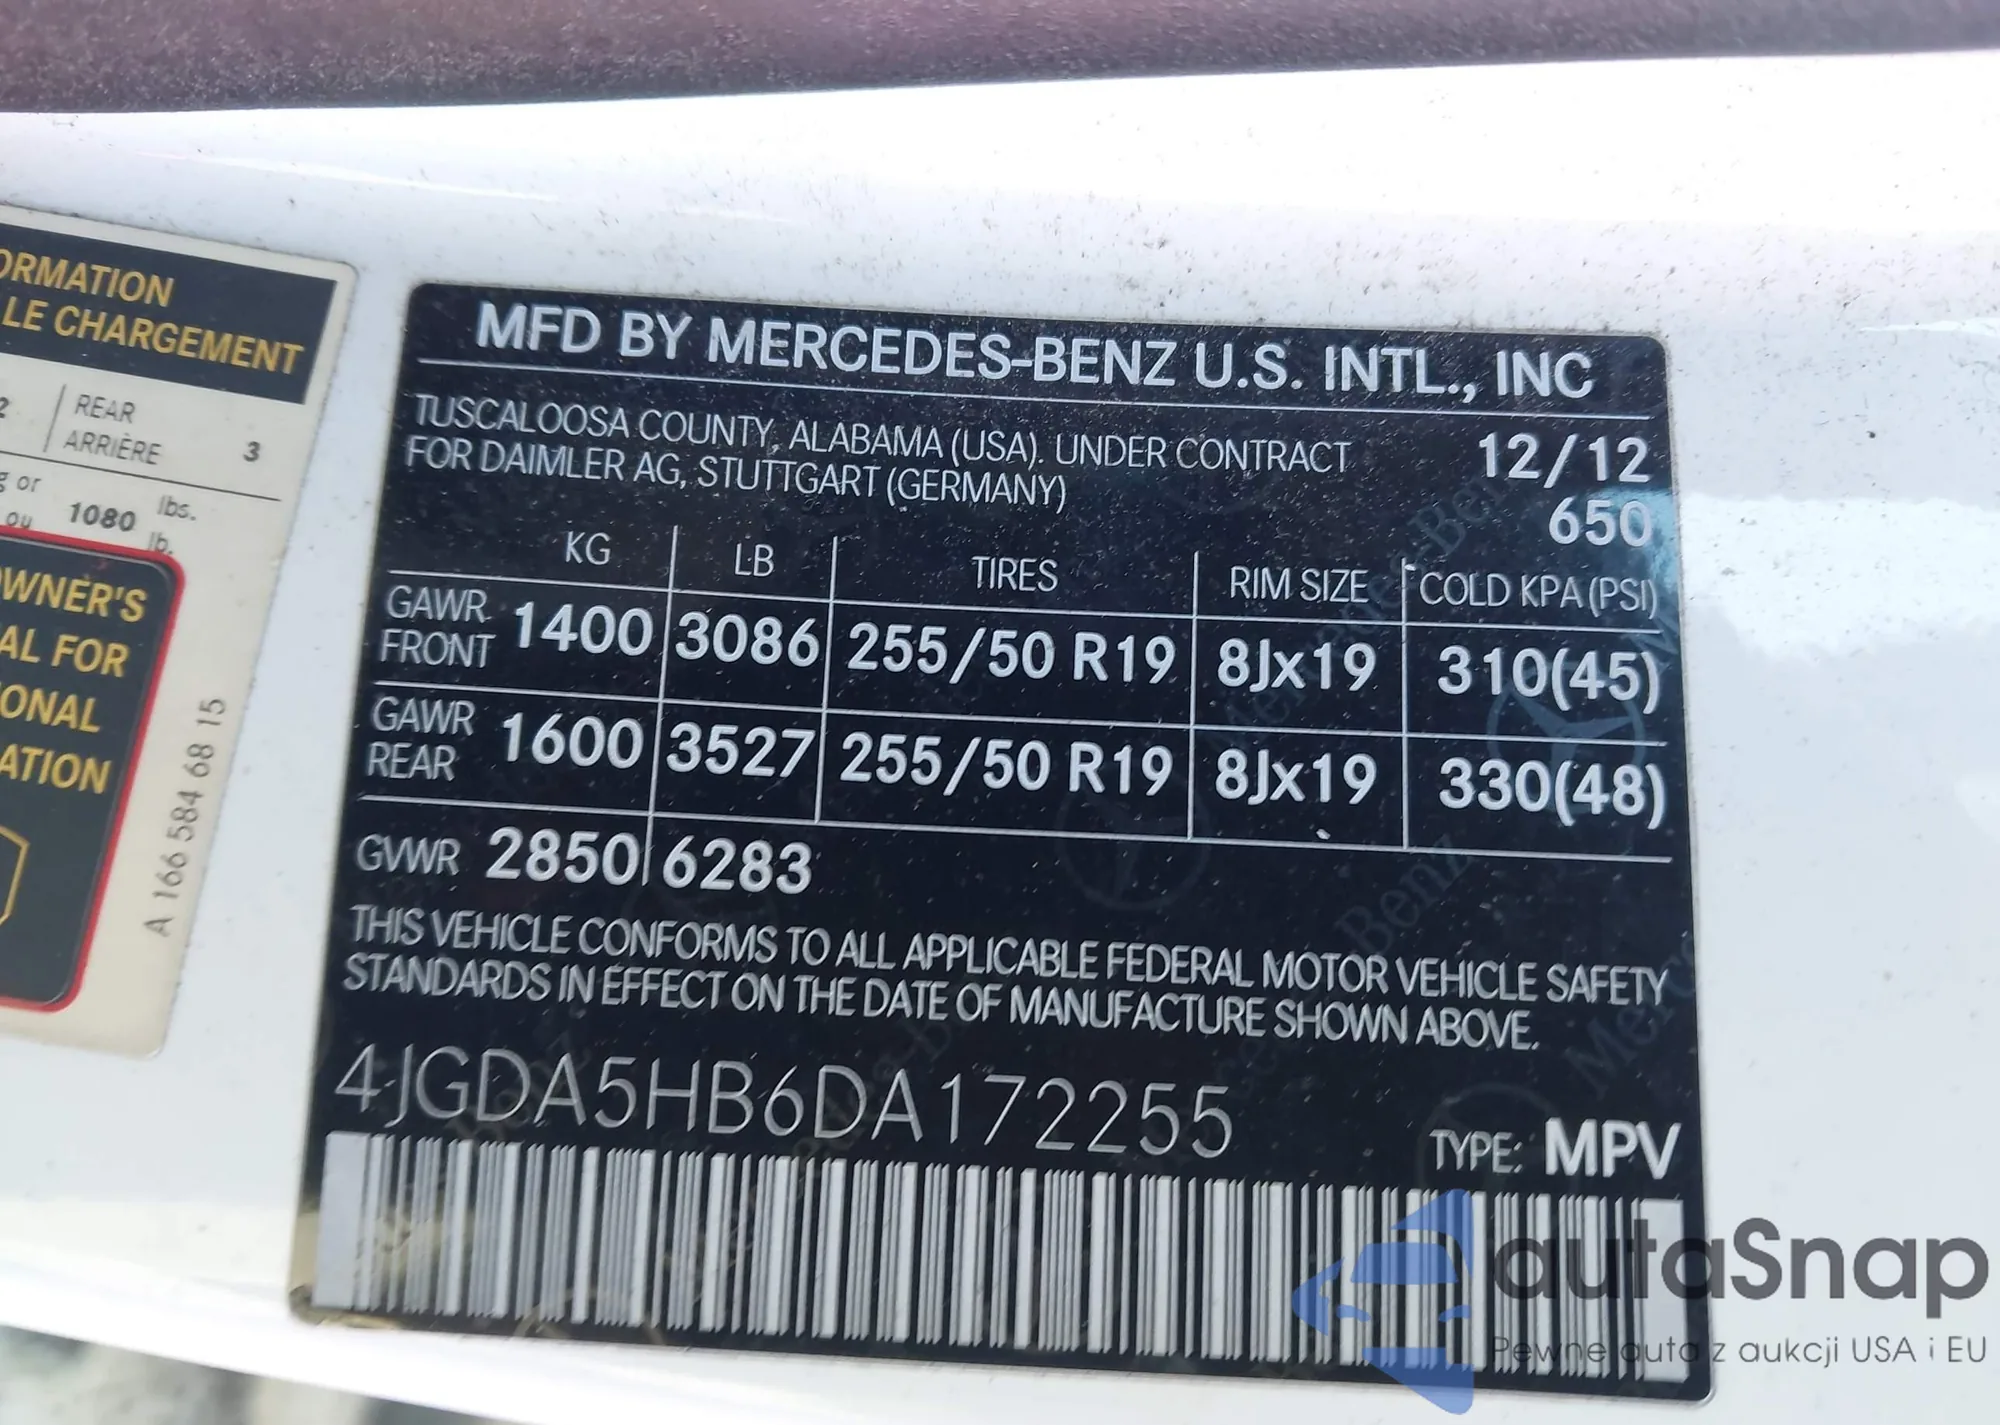 ORMATION
LE CHARGEMENT
2 REAR
ARRIÈRE 3
g or
ou 1080 lbs.
lb.
OWNER'S
AL FOR
ONAL
ATION
A 166 584 68 15
MFD BY MERCEDES-BENZ U.S. INTL., INC
TUSCALOOSA COUNTY, ALABAMA (USA). UNDER CONTRACT 12/12
FOR DAIMLER AG, STUTTGART (GERMANY) 650
KG LB TIRES RIM SIZE COLD KPA (PSI)
GAWR FRONT 1400 3086 255/50 R19 8Jx19 310(45)
GAWR REAR 1600 3527 255/50 R19 8Jx19 330(48)
GVWR 2850 6283
THIS VEHICLE CONFORMS TO ALL APPLICABLE FEDERAL MOTOR VEHICLE SAFETY
STANDARDS IN EFFECT ON THE DATE OF MANUFACTURE SHOWN ABOVE.
4JGDA5HB6DA172255
TYPE: MPV
autaSnap
Pewne auta z aukcji USA i EU